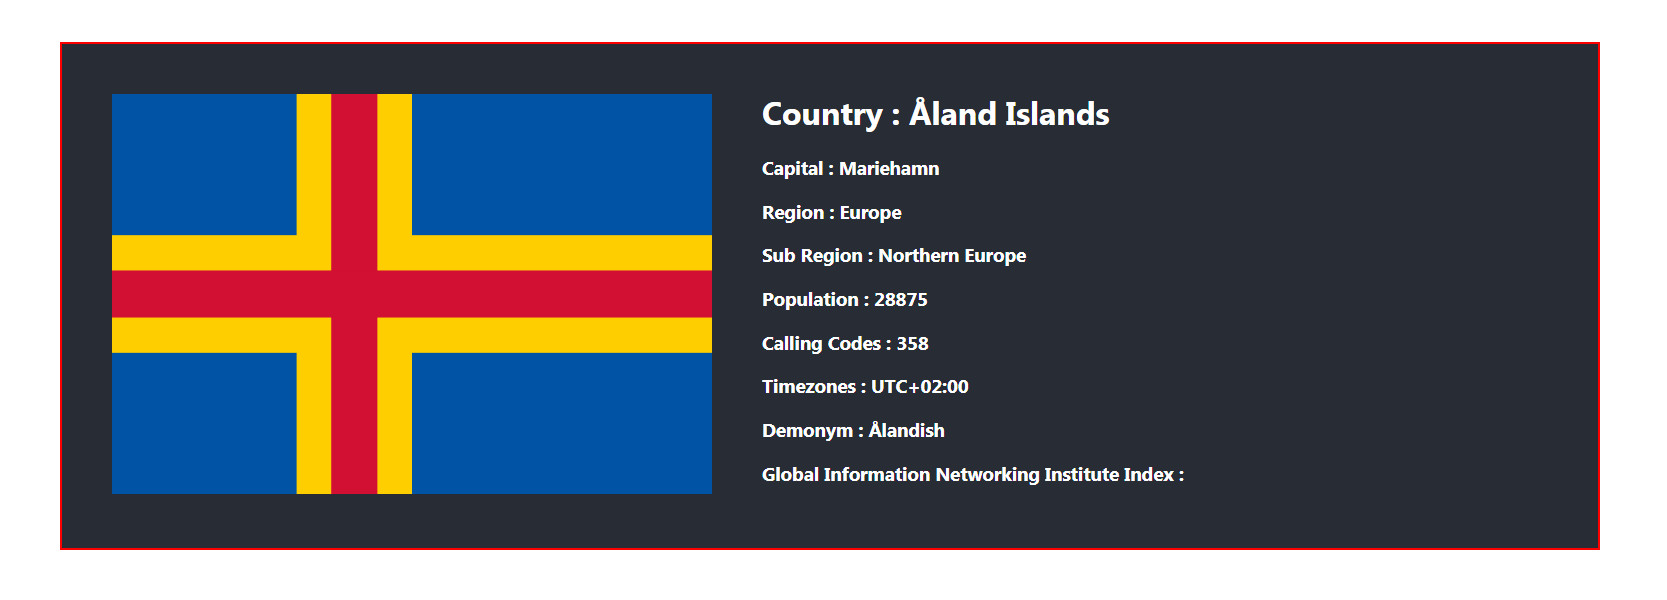 Country : Åland Islands
Capital : Mariehamn
Region : Europe
Sub Region : Northern Europe
Population : 28875
Calling Codes : 358
Timezones : UTC+02:00
Demonym : Ålandish
Global Information Networking Institute Index :